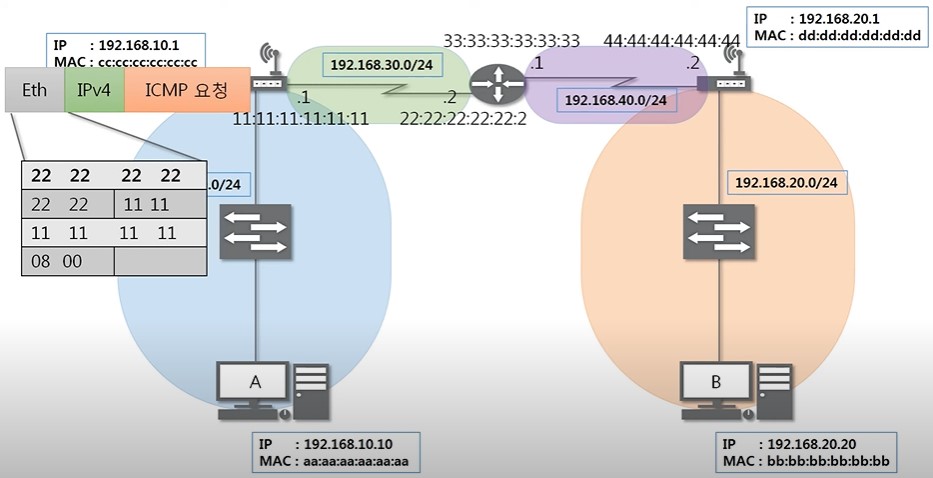 IP : 192.168.10.1
MAC : cc:cc:cc:cc:cc:cc
Eth
IPv4
ICMP 요청
192.168.30.0/24
.1
.2
11:11:11:11:11:11
22:22:22:22:22:2
33:33:33:33:33:33
44:44:44:44:44:44
.1
.2
192.168.40.0/24
IP : 192.168.20.1
MAC : dd:dd:dd:dd:dd:dd
22 22 22 22
22 22 11 11
11 11 11 11
08 00
.0/24
192.168.20.0/24
A
B
IP : 192.168.10.10
MAC : aa:aa:aa:aa:aa:aa
IP : 192.168.20.20
MAC : bb:bb:bb:bb:bb:bb